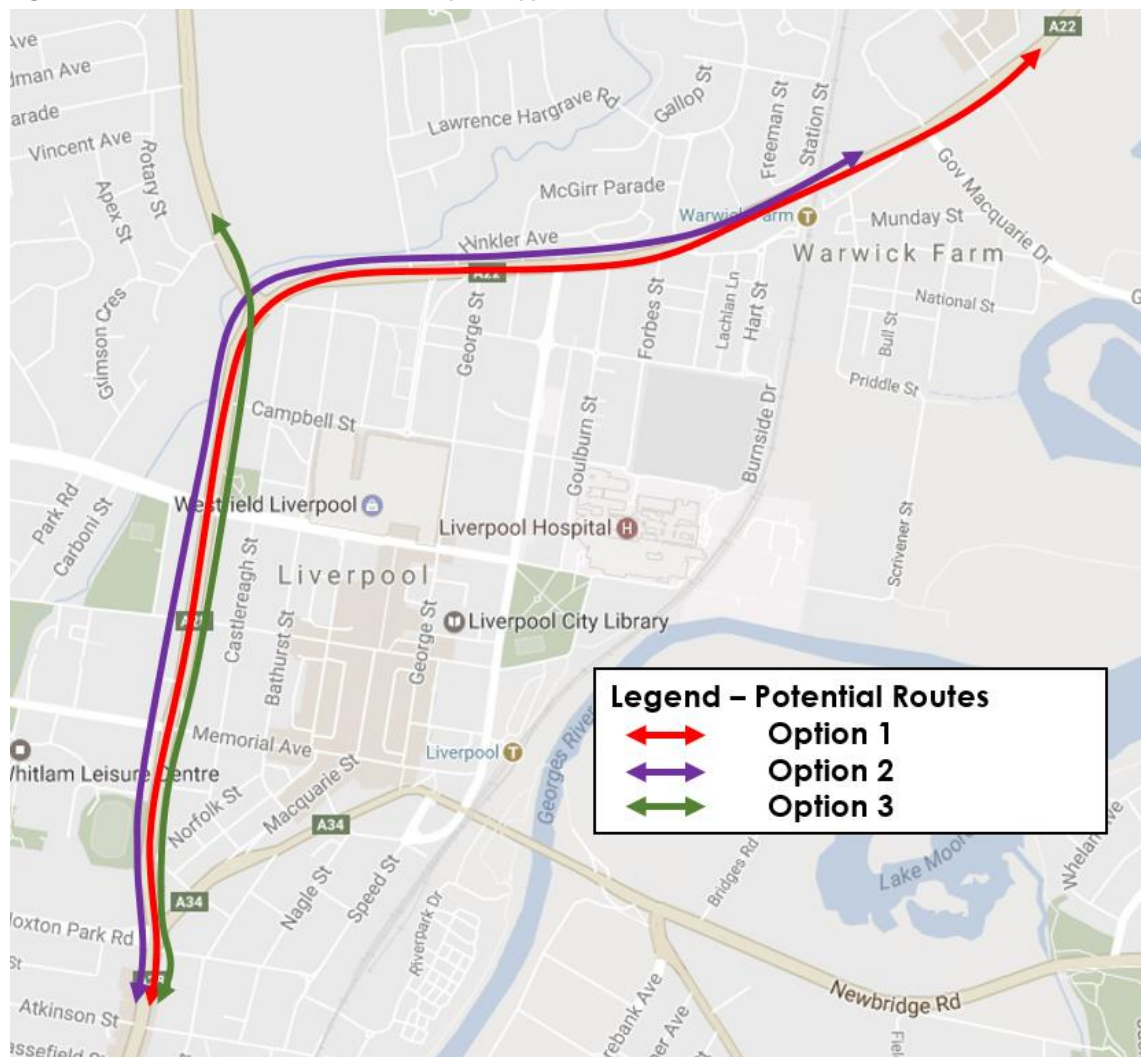 A22
Ave
dman Ave
arade
Vincent Ave
Rotary St
Apex St
Grimson Cres
Lawrence Hargrave Rd
Gallop St
Freeman St
Station St
McGirr Parade
Warwick Farm
Hinkler Ave
Gov Macquarie Dr
Munday St
Warwick Farm
National St
Bull St
Priddle St
A22
George St
Forbes St
Lachlan Ln
Hart St
Burnside Dr
Scrivener St
Campbell St
Goulburn St
Park Rd
Carboni St
Westfield Liverpool
Liverpool Hospital
H
Liverpool
Castlereagh St
Bathurst St
George St
Liverpool City Library
Memorial Ave
Liverpool
T
Whitlam Leisure Centre
Norfolk St
Macquarie St
A34
A34
Nagle St
Speed St
Riverpark Dr
Georges River
Hoxton Park Rd
St
Atkinson St
Bridges Rd
Lake Moore
Whelan Ave
Newbridge Rd
Legend – Potential Routes
Option 1
Option 2
Option 3